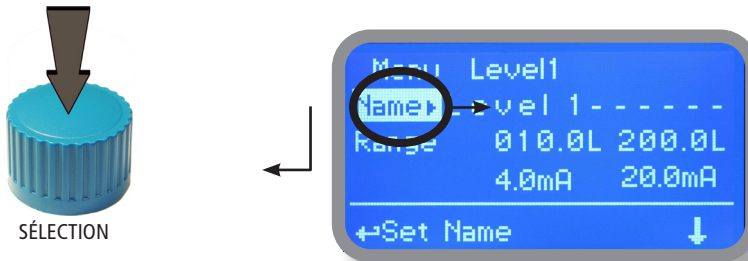 SÉLECTION
Menu Level1
Name▸Level 1------
Range 010.0L 200.0L
4.0mA 20.0mA
↵Set Name ↓